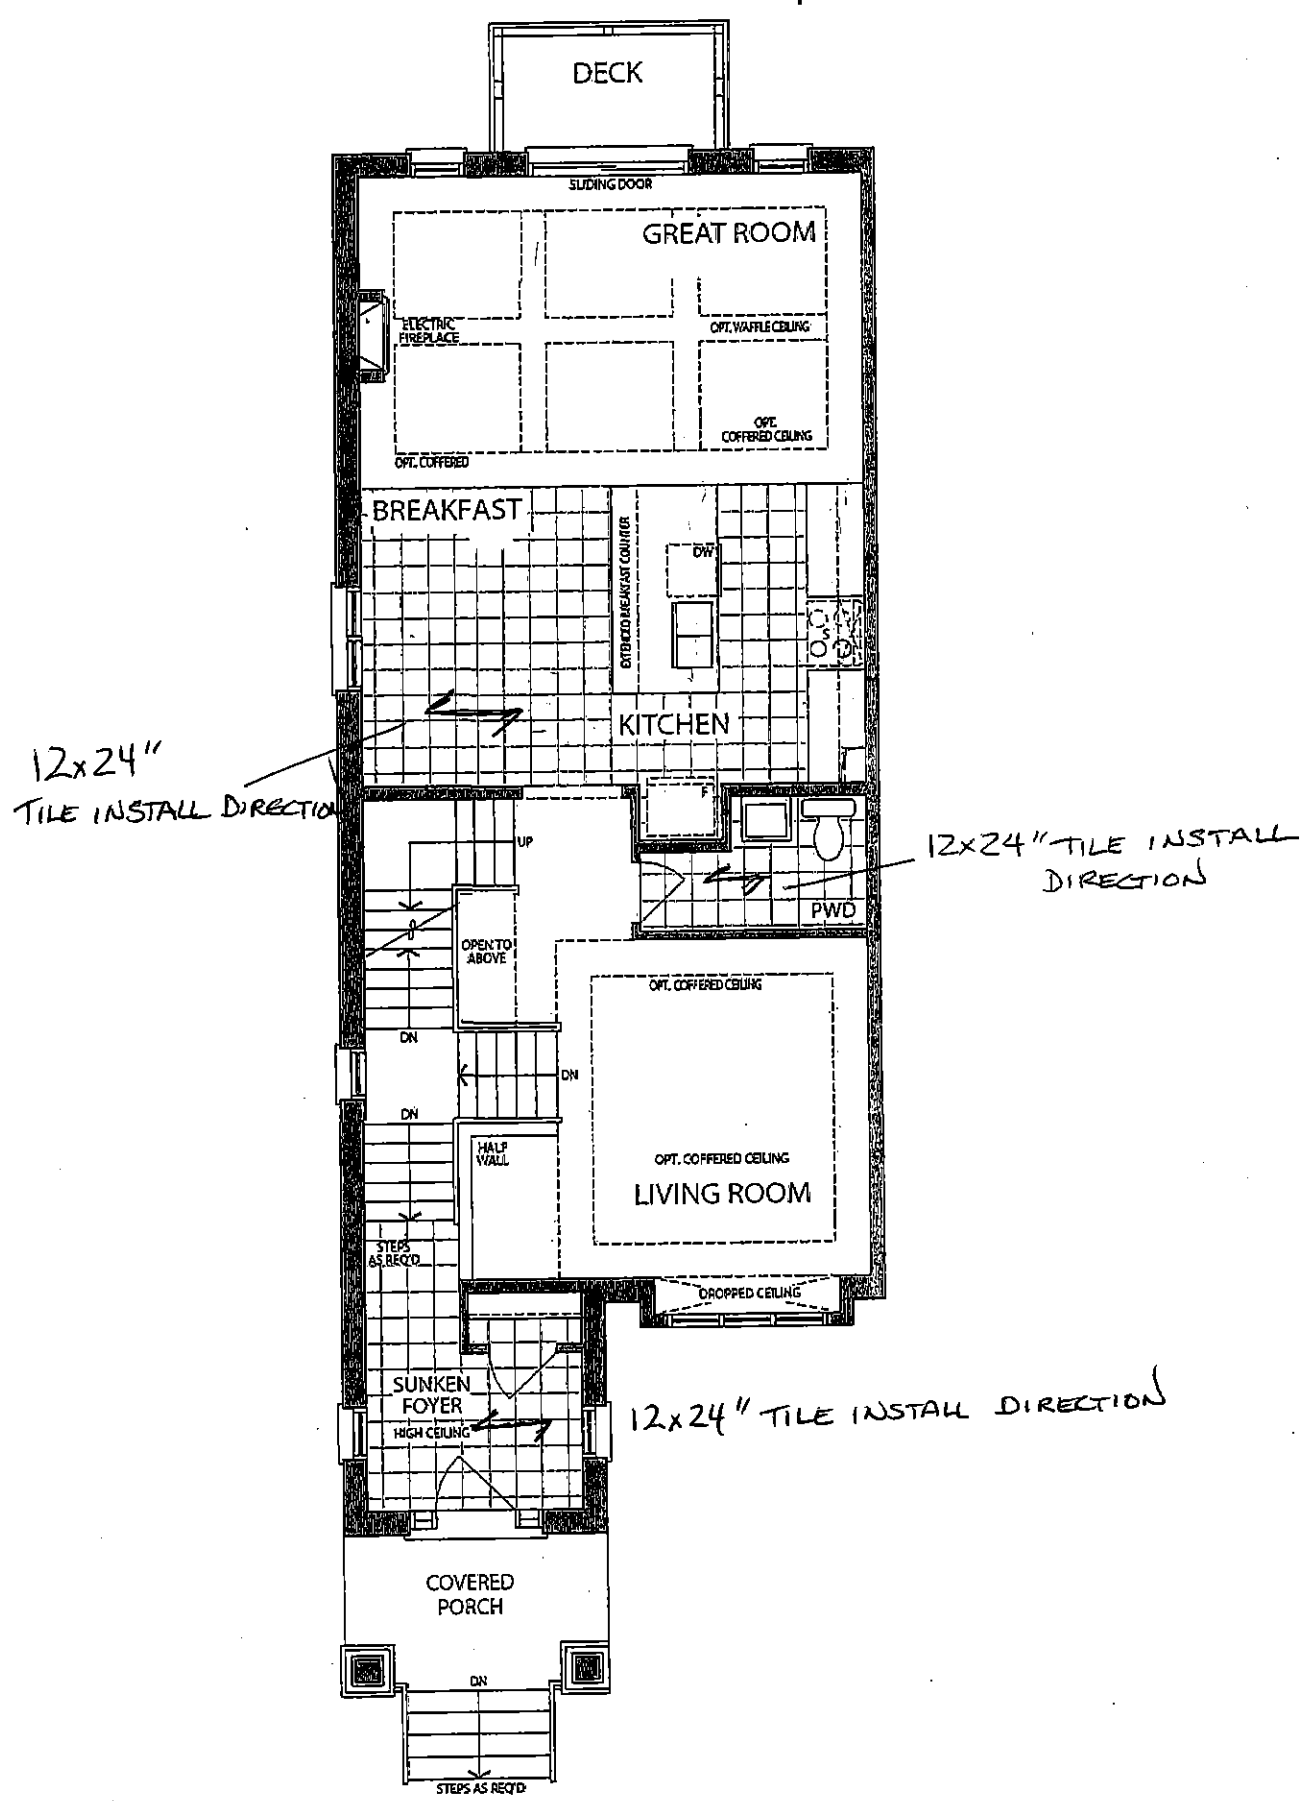 DECK
SLIDING DOOR
GREAT ROOM
ELECTRIC
FIREPLACE
OPT. WAFFLE CEILING
OPT.
COFFERED CEILING
OPT. COFFERED
BREAKFAST
EXTENDED BREAKFAST COUNTER
DW
S
KITCHEN
12x24"
TILE INSTALL DIRECTION
F
UP
12x24" TILE INSTALL
DIRECTION
PWD
OPEN TO
ABOVE
OPT. COFFERED CEILING
DN
DN
DN
HALF
WALL
OPT. COFFERED CEILING
LIVING ROOM
STEPS
AS REQ'D
DROPPED CEILING
SUNKEN
FOYER
HIGH CEILING
12x24" TILE INSTALL DIRECTION
COVERED
PORCH
DN
STEPS AS REQ'D